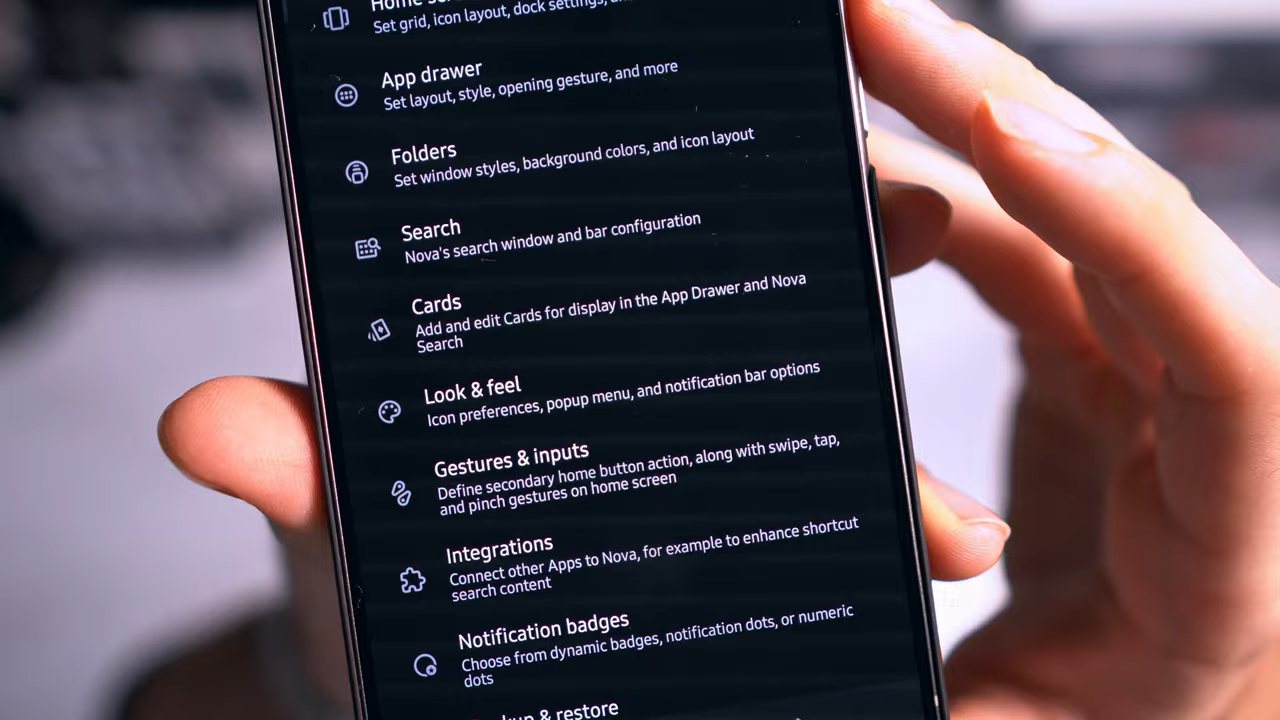 Home
Set grid, icon layout, dock settings,
App drawer
Set layout, style, opening gesture, and more
Folders
Set window styles, background colors, and icon layout
Search
Nova's search window and bar configuration
Cards
Add and edit Cards for display in the App Drawer and Nova
Search
Look & feel
Icon preferences, popup menu, and notification bar options
Gestures & inputs
Define secondary home button action, along with swipe, tap,
and pinch gestures on home screen
Integrations
Connect other Apps to Nova, for example to enhance shortcut
search content
Notification badges
Choose from dynamic badges, notification dots, or numeric
dots
& restore